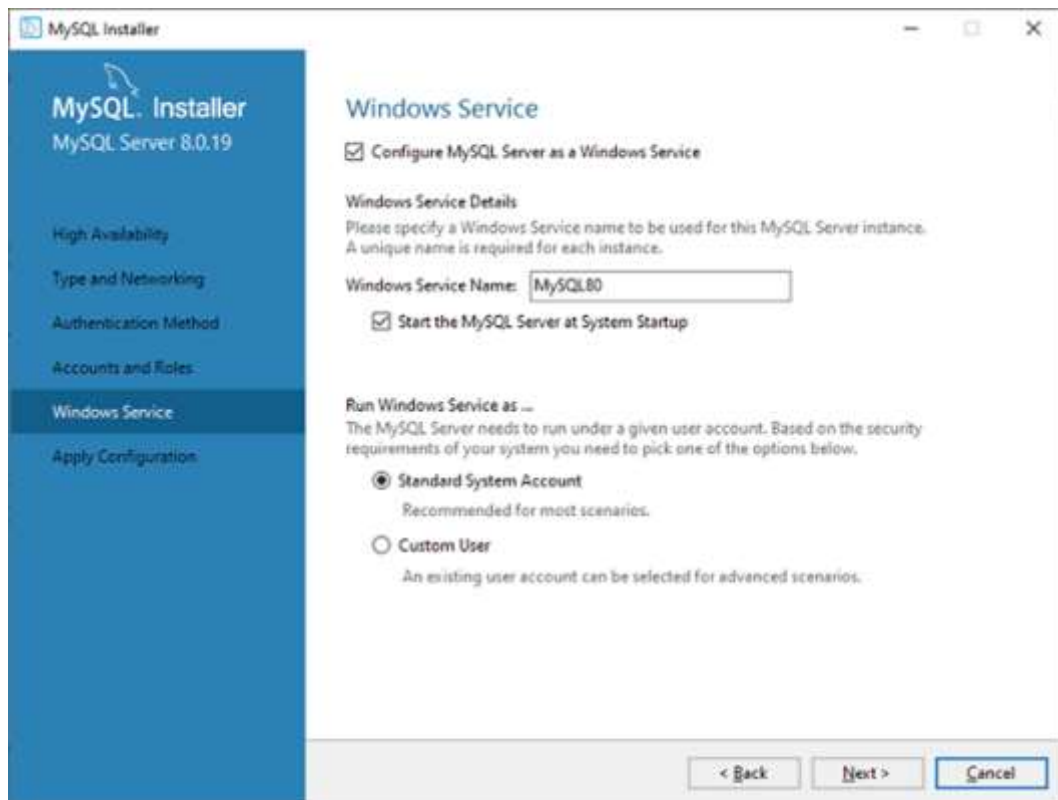 MySQL Installer
MySQL. Installer
MySQL Server 8.0.19
High Availability
Type and Networking
Authentication Method
Accounts and Roles
Windows Service
Apply Configuration
Windows Service
Configure MySQL Server as a Windows Service
Windows Service Details
Please specify a Windows Service name to be used for this MySQL Server instance.
A unique name is required for each instance.
Windows Service Name: MySQL80
Start the MySQL Server at System Startup
Run Windows Service as ...
The MySQL Server needs to run under a given user account. Based on the security
requirements of your system you need to pick one of the options below.
Standard System Account
Recommended for most scenarios.
Custom User
An existing user account can be selected for advanced scenarios.
< Back Next > Cancel